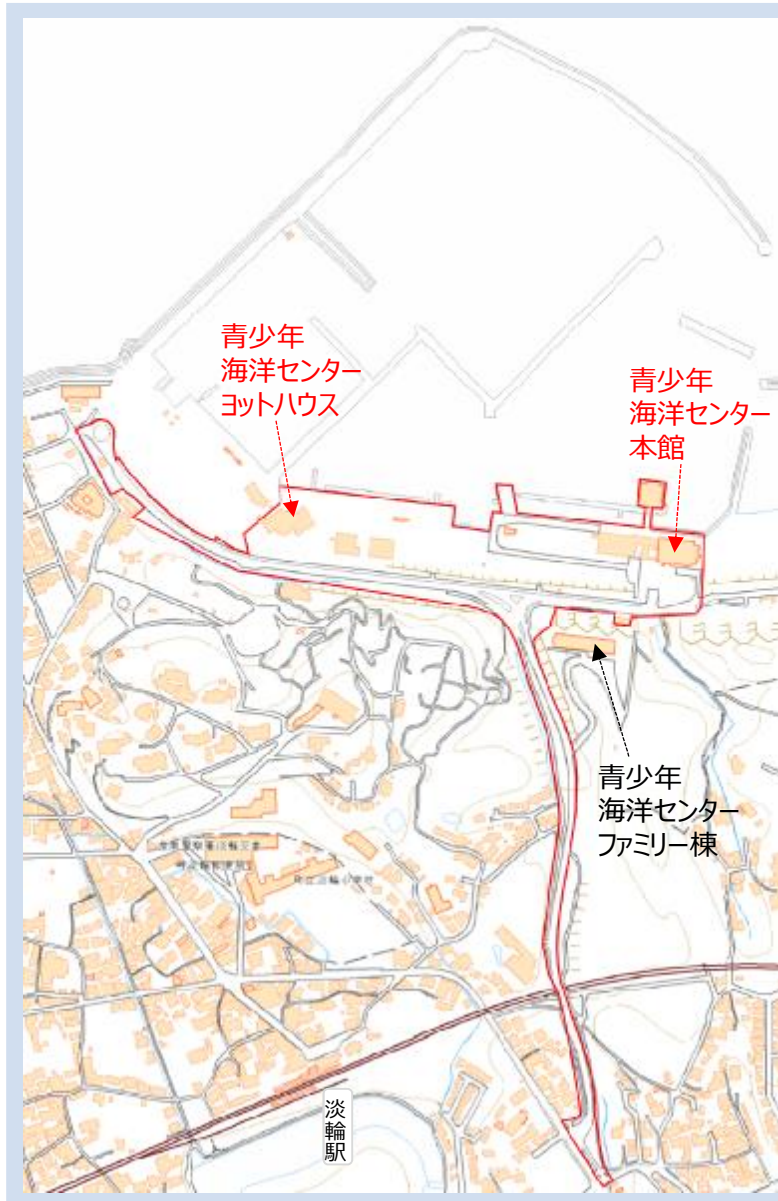 青少年
海洋センター
ヨットハウス
青少年
海洋センター
本館
青少年
海洋センター
ファミリー棟
淡輪駅